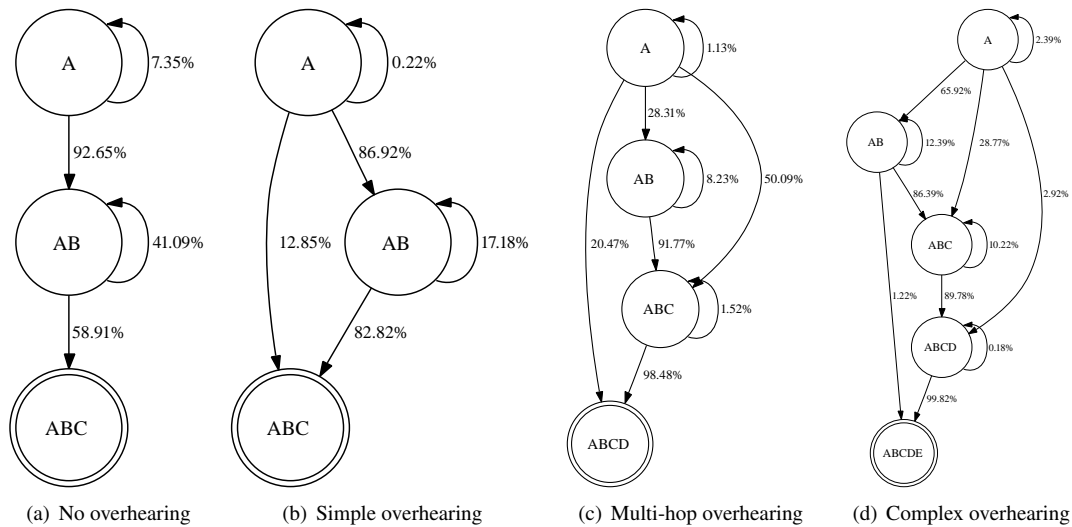 A
7.35%
92.65%
AB
41.09%
58.91%
ABC
(a) No overhearing
A
0.22%
86.92%
12.85%
AB
17.18%
82.82%
ABC
(b) Simple overhearing
A
1.13%
28.31%
AB
8.23%
50.09%
20.47%
91.77%
ABC
1.52%
98.48%
ABCD
(c) Multi-hop overhearing
A
2.39%
65.92%
AB
12.39%
28.77%
86.39%
2.92%
ABC
10.22%
1.22%
89.78%
ABCD
0.18%
99.82%
ABCDE
(d) Complex overhearing